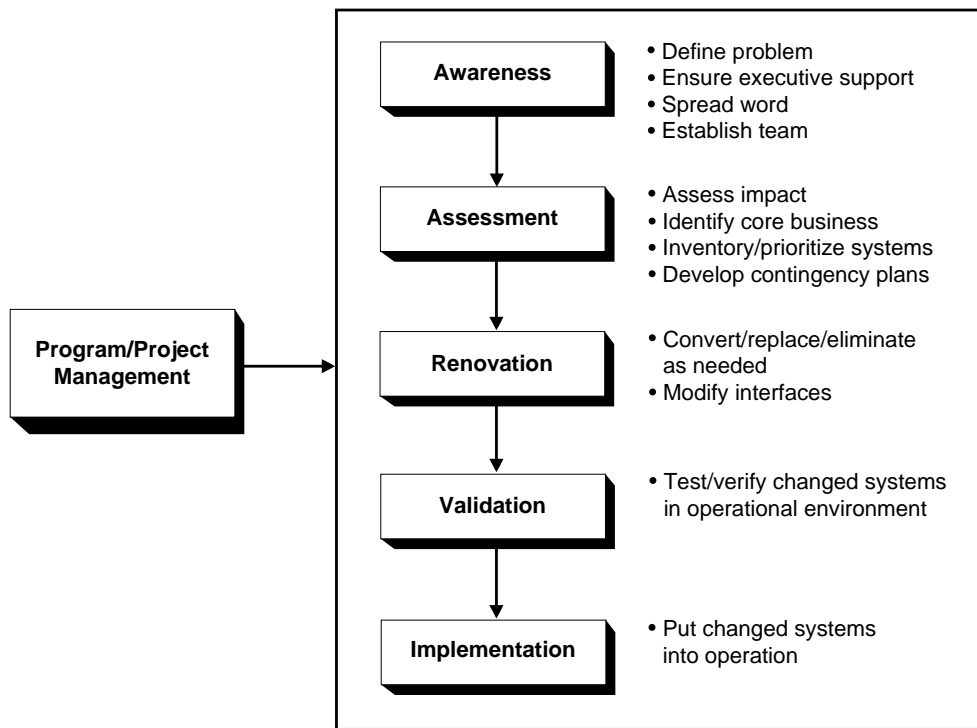 Program/Project
Management
Awareness
• Define problem
• Ensure executive support
• Spread word
• Establish team
Assessment
• Assess impact
• Identify core business
• Inventory/prioritize systems
• Develop contingency plans
Renovation
• Convert/replace/eliminate
as needed
• Modify interfaces
Validation
• Test/verify changed systems
in operational environment
Implementation
• Put changed systems
into operation